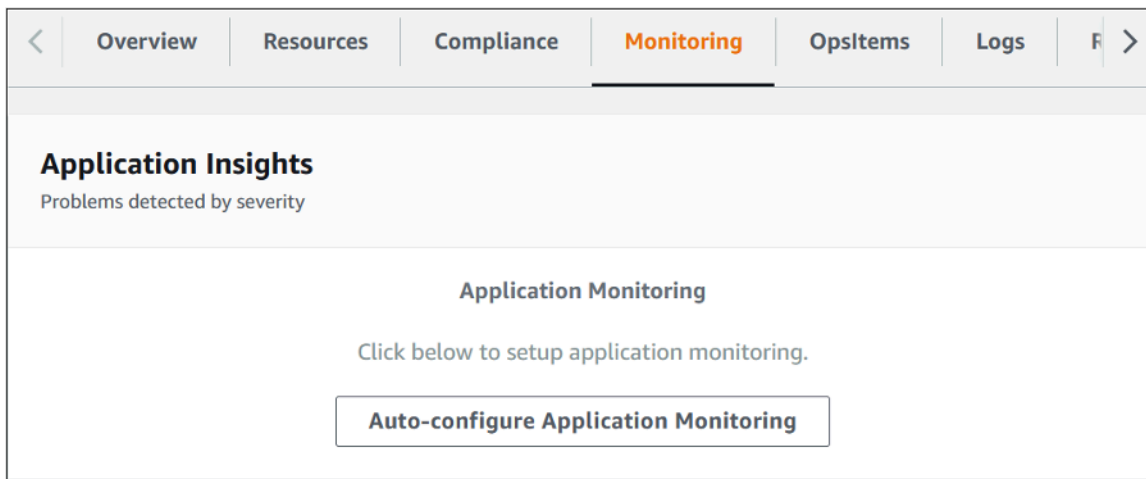 Overview Resources Compliance Monitoring OpsItems Logs
Application Insights
Problems detected by severity
Application Monitoring
Click below to setup application monitoring.
Auto-configure Application Monitoring